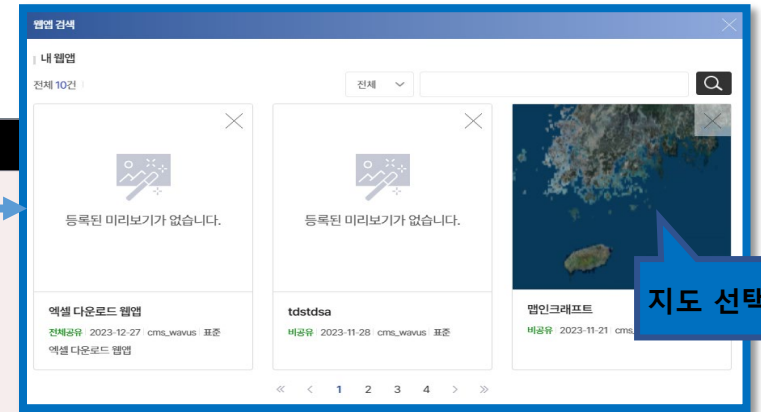 웹앱 검색
내 웹앱
전체 10건
전체
등록된 미리보기가 없습니다.
등록된 미리보기가 없습니다.
엑셀 다운로드 웹앱
전체공유 2023-12-27 cms_wavus 표준
엑셀 다운로드 웹앱
tdstdsa
비공유 2023-11-28 cms_wavus 표준
맵인크래프트
비공유 2023-11-21 cms_
지도 선택
« < 1 2 3 4 > »